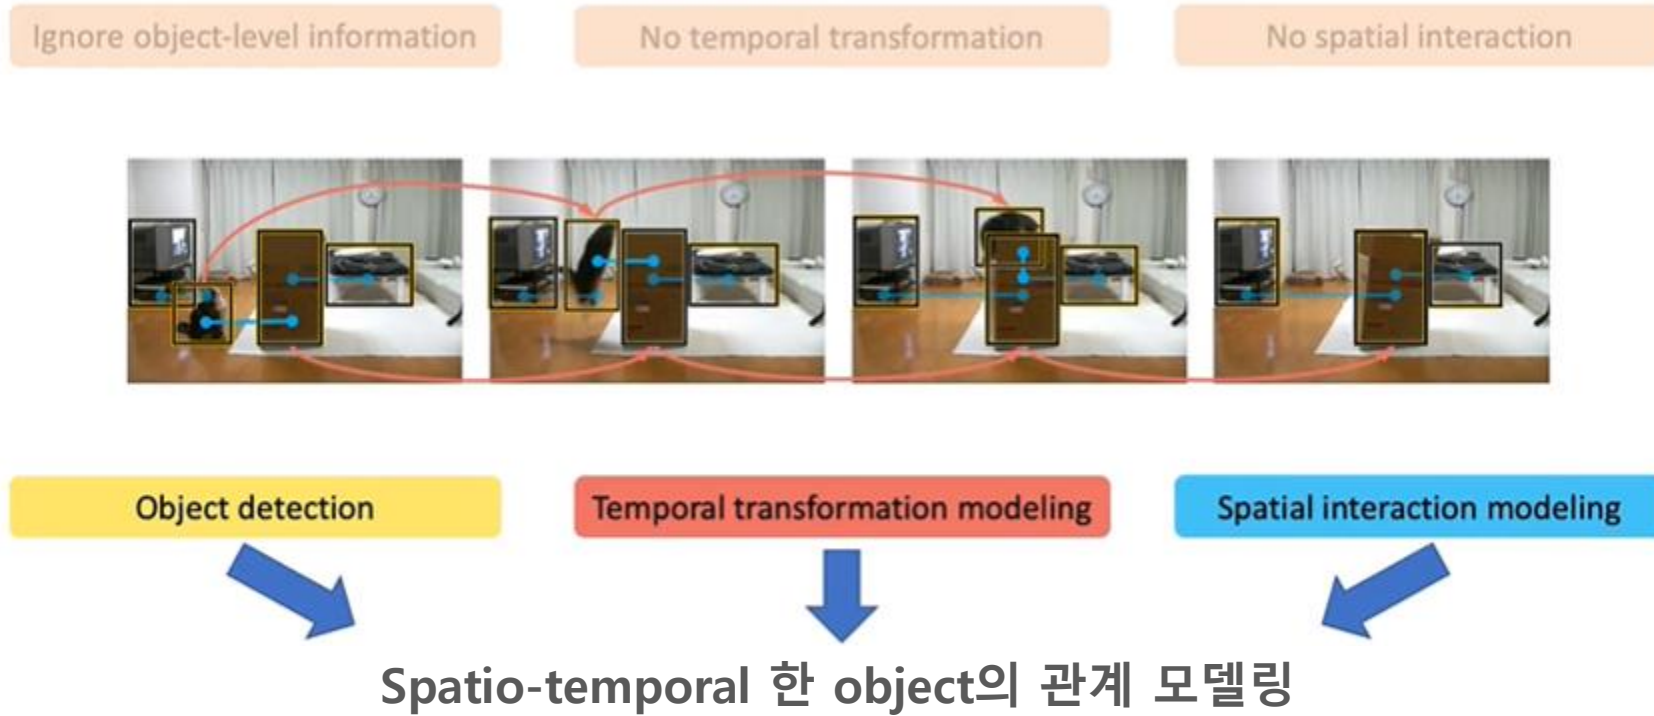 Ignore object-level information
No temporal transformation
No spatial interaction
Object detection
Temporal transformation modeling
Spatial interaction modeling
Spatio-temporal 한 object의 관계 모델링